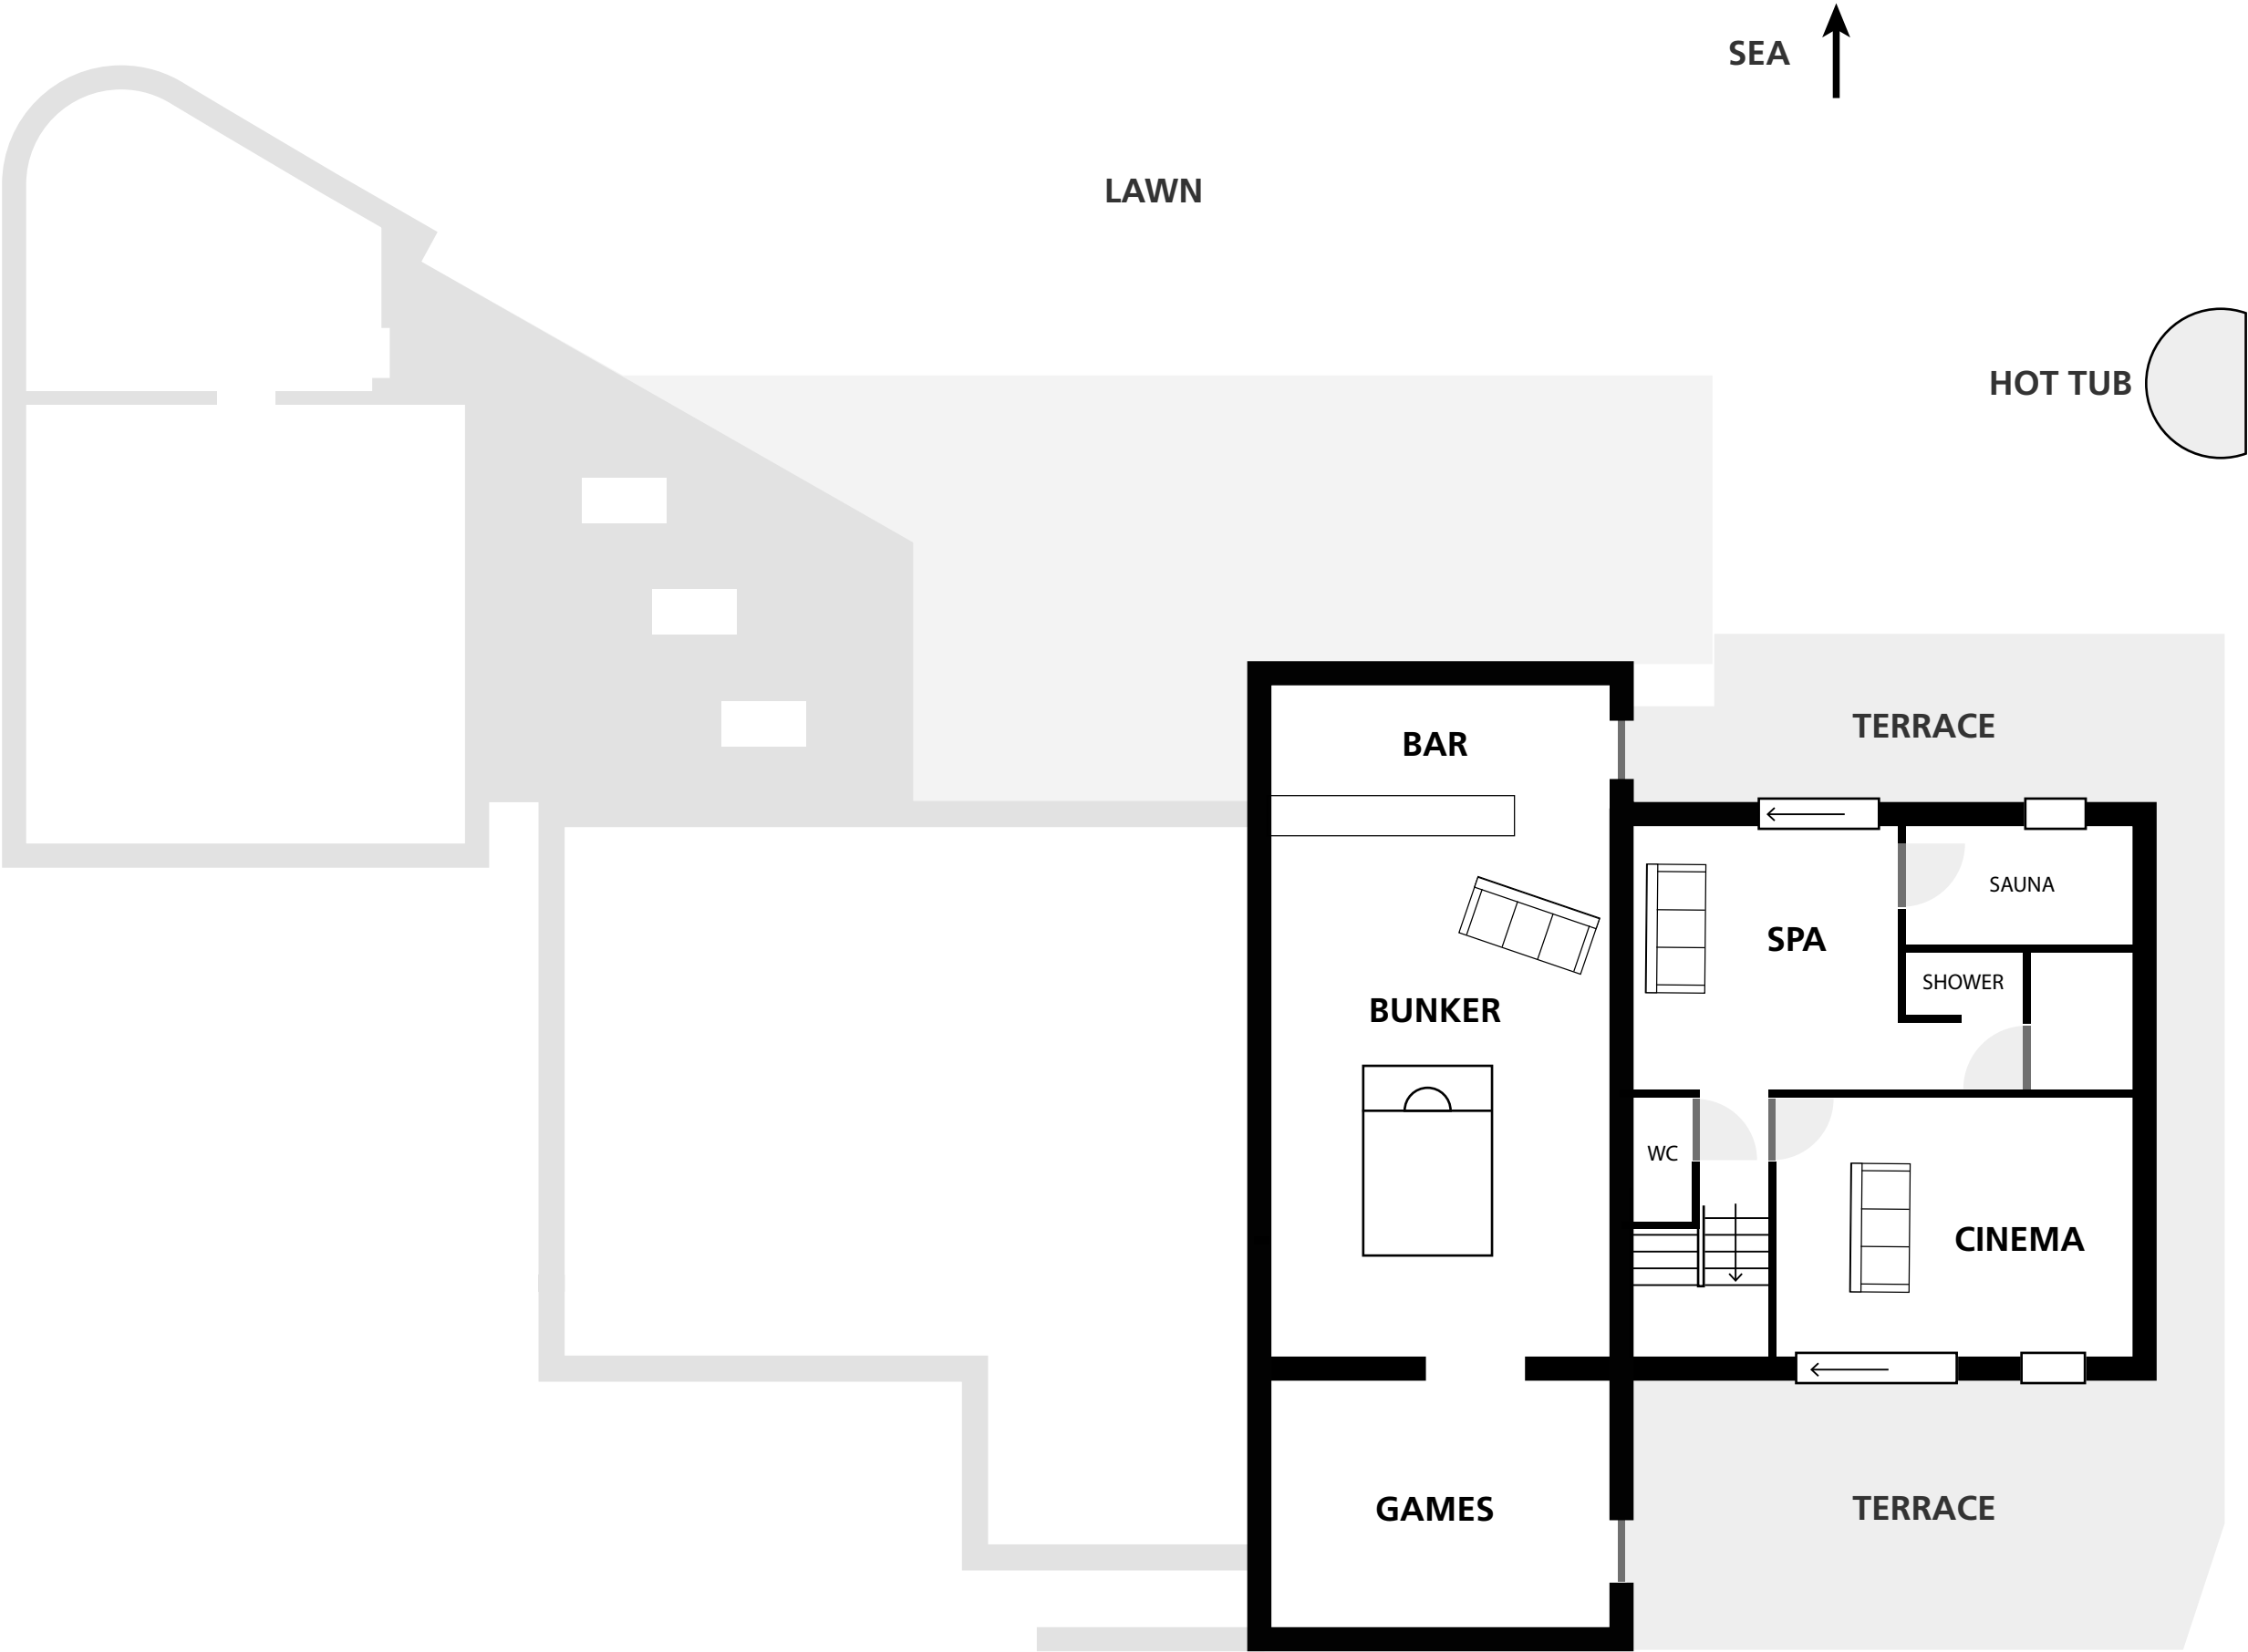 SEA
LAWN
HOT TUB
TERRACE
BAR
SAUNA
SPA
SHOWER
BUNKER
WC
CINEMA
GAMES
TERRACE